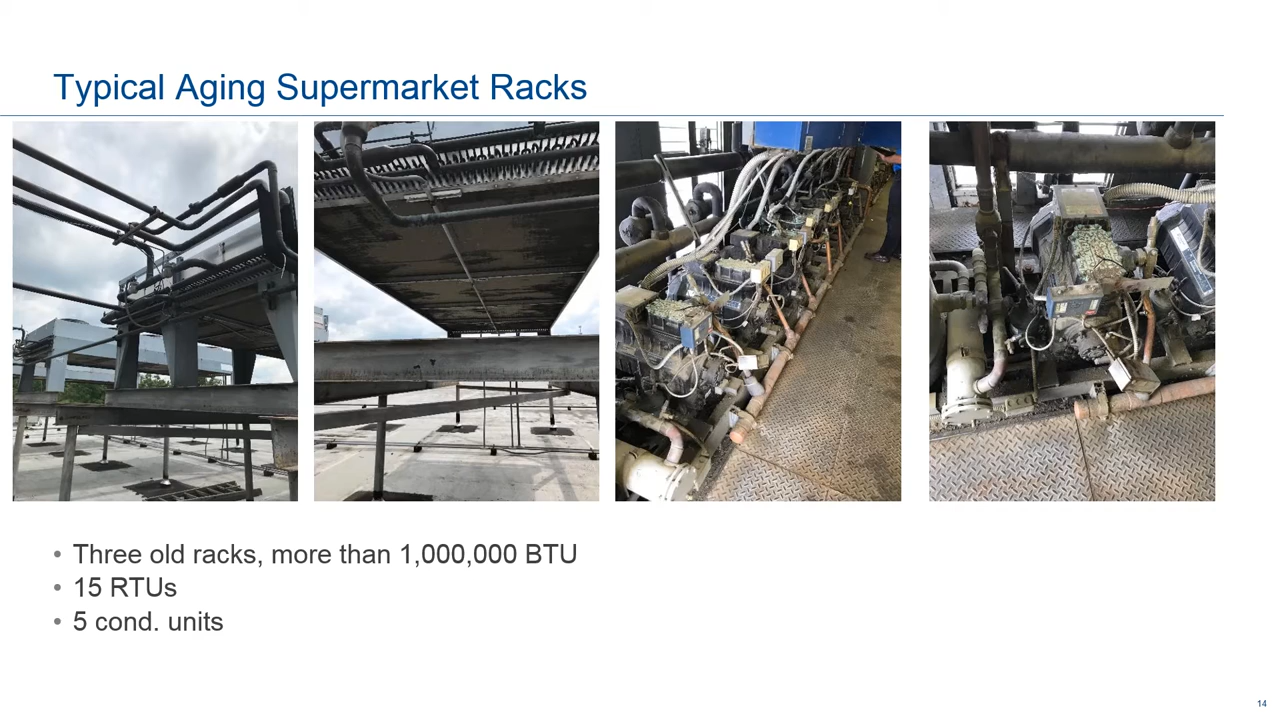 Typical Aging Supermarket Racks
• Three old racks, more than 1,000,000 BTU
• 15 RTUs
• 5 cond. units
14